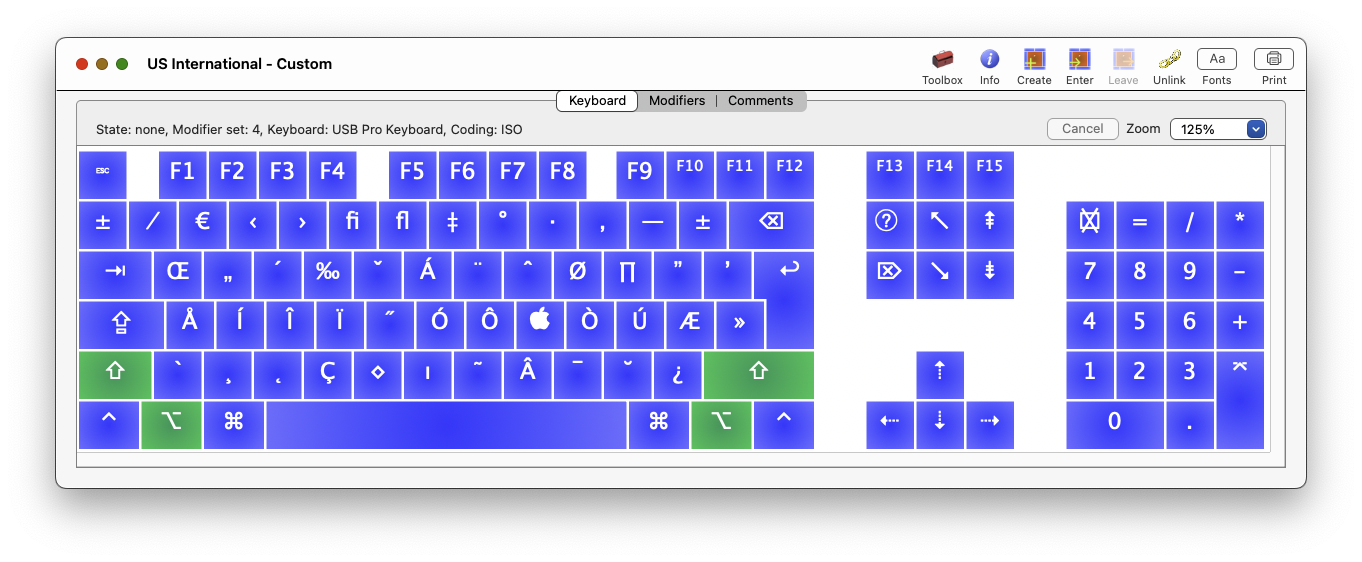 US International - Custom
Toolbox Info Create Enter Leave Unlink Aa Fonts Print
Keyboard Modifiers Comments
State: none, Modifier set: 4, Keyboard: USB Pro Keyboard, Coding: ISO
Cancel Zoom 125%
ESC F1 F2 F3 F4 F5 F6 F7 F8 F9 F10 F11 F12 F13 F14 F15
± ⁄ € ‹ › ﬁ ﬂ ‡ ° · ‚ — ± ⌫ ? ↖ ⇞ = / *
⇥ Œ „ ´ ‰ ˇ Á ¨ ˆ Ø ∏ ” ’ ↩ ⌦ ↘ ⇟ 7 8 9 −
⇪ Å Í Î Ï ˝ Ó Ô  Ò Ú Æ » 4 5 6 +
⇧ ` ¸ ˛ Ç ◊ ı ˜ Â ¯ ˘ ¿ ⇧ ⇡ 1 2 3 ⌤
⌃ ⌥ ⌘ ⌘ ⌥ ⌃ ⇠ ⇣ ⇢ 0 .